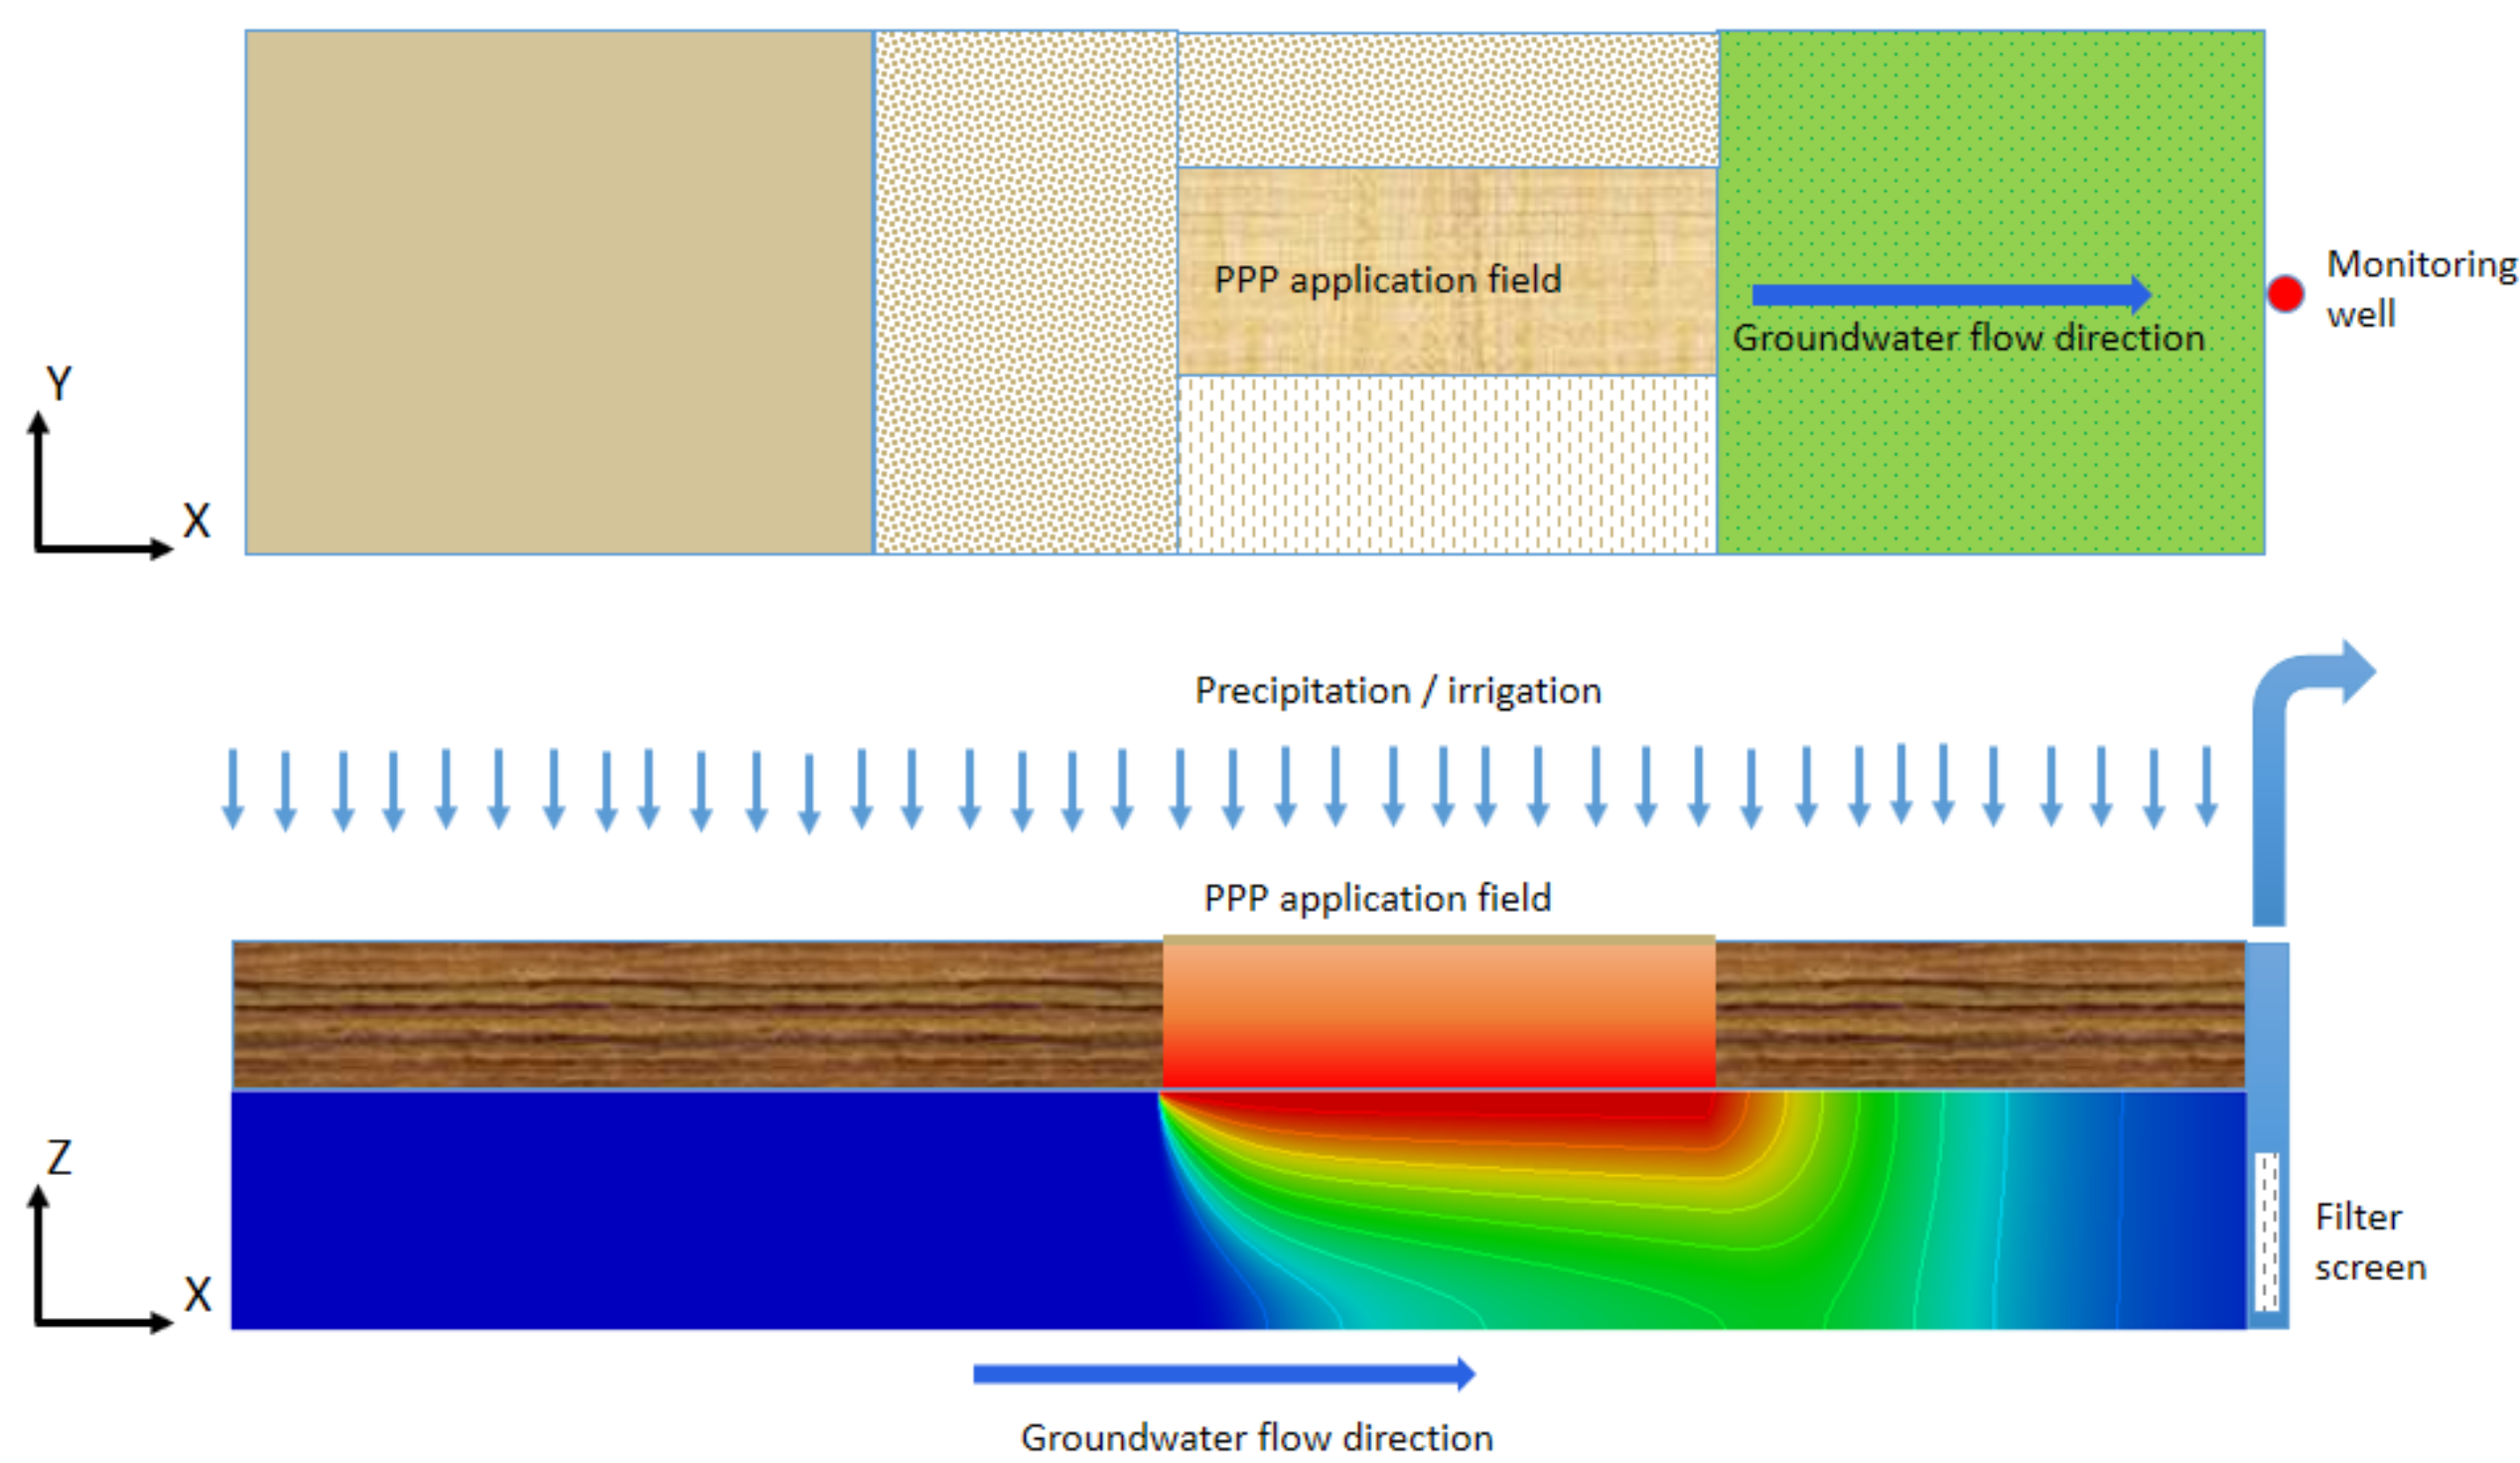 PPP application field
Groundwater flow direction
Monitoring
well
Y
X
Precipitation / irrigation
PPP application field
Z
X
Filter
screen
Groundwater flow direction